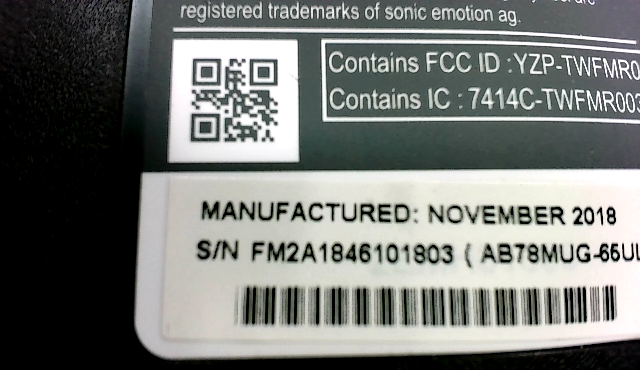 registered trademarks of sonic emotion ag.
Contains FCC ID :YZP-TWFMR0
Contains IC : 7414C-TWFMR003
MANUFACTURED: NOVEMBER 2018
S/N FM2A1846101803 ( AB78MUG-65UL